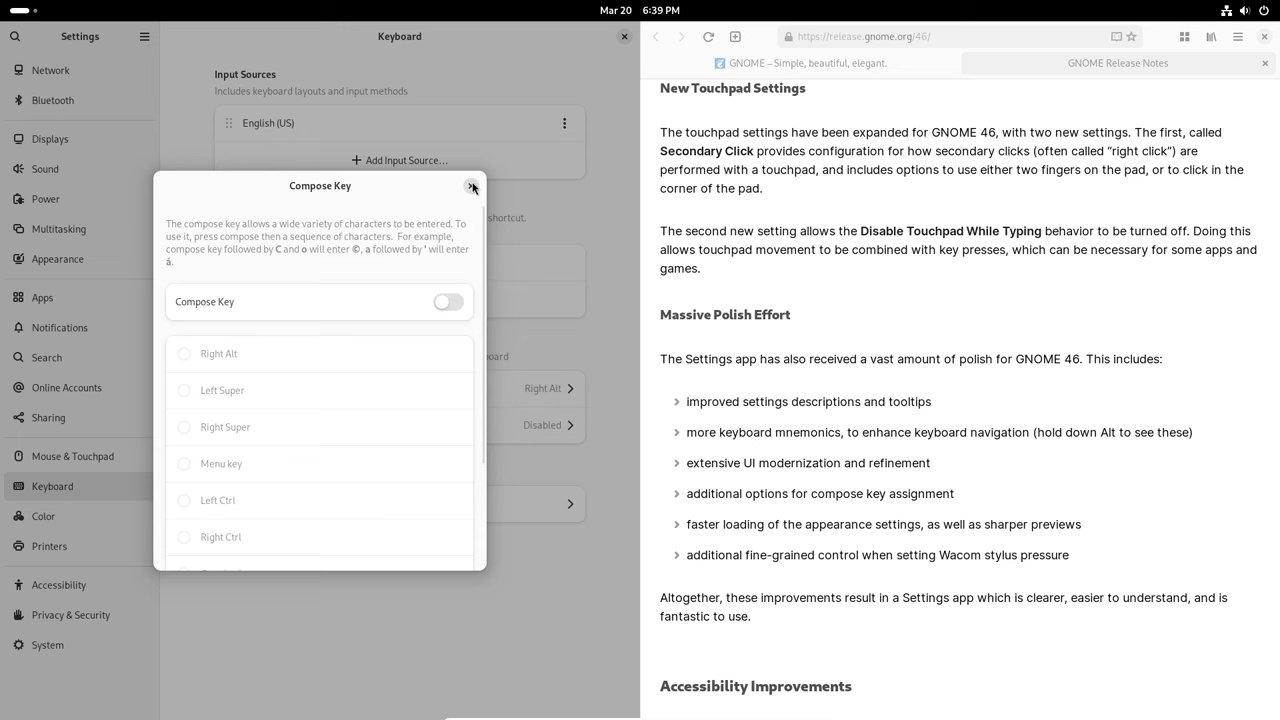 Mar 20 6:39 PM
Settings
Network
Bluetooth
Displays
Sound
Power
Multitasking
Appearance
Apps
Notifications
Search
Online Accounts
Sharing
Mouse & Touchpad
Keyboard
Color
Printers
Accessibility
Privacy & Security
System
Keyboard
Input Sources
Includes keyboard layouts and input methods
English (US)
Add Input Source…
shortcut.
Right Alt
Disabled
Compose Key
The compose key allows a wide variety of characters to be entered. To
use it, press compose then a sequence of characters. For example,
compose key followed by C and o will enter ©, a followed by ' will enter
á.
Compose Key
Right Alt
Left Super
Right Super
Menu key
Left Ctrl
Right Ctrl
https://release.gnome.org/46/
GNOME – Simple, beautiful, elegant.
GNOME Release Notes
New Touchpad Settings
The touchpad settings have been expanded for GNOME 46, with two new settings. The first, called
Secondary Click provides configuration for how secondary clicks (often called “right click”) are
performed with a touchpad, and includes options to use either two fingers on the pad, or to click in the
corner of the pad.
The second new setting allows the Disable Touchpad While Typing behavior to be turned off. Doing this
allows touchpad movement to be combined with key presses, which can be necessary for some apps and
games.
Massive Polish Effort
The Settings app has also received a vast amount of polish for GNOME 46. This includes:
improved settings descriptions and tooltips
more keyboard mnemonics, to enhance keyboard navigation (hold down Alt to see these)
extensive UI modernization and refinement
additional options for compose key assignment
faster loading of the appearance settings, as well as sharper previews
additional fine-grained control when setting Wacom stylus pressure
Altogether, these improvements result in a Settings app which is clearer, easier to understand, and is
fantastic to use.
Accessibility Improvements